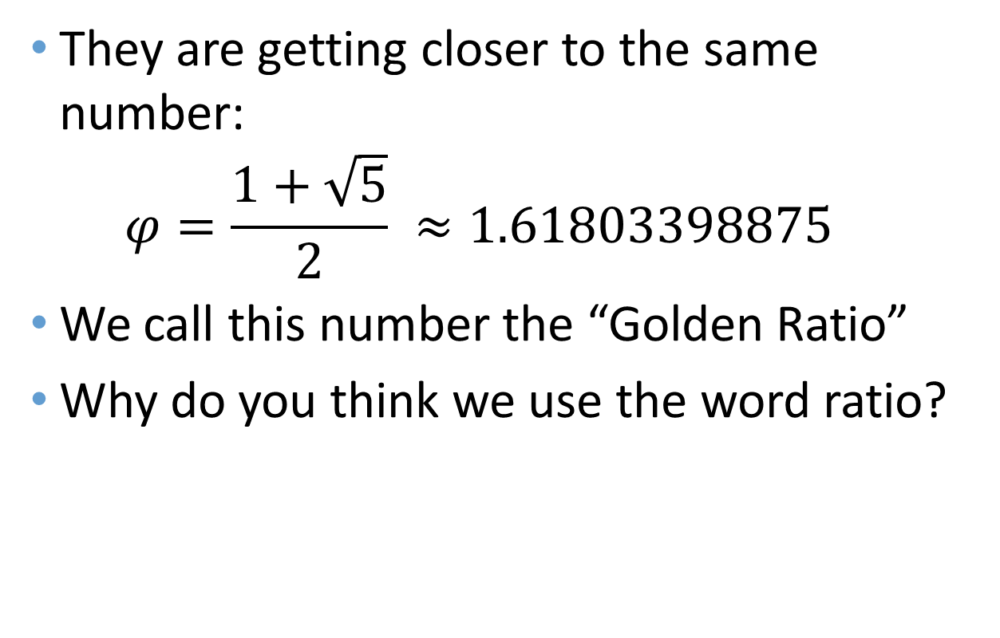 • They are getting closer to the same
number:
φ = (1 + √5)/2 ≈ 1.61803398875
• We call this number the “Golden Ratio”
• Why do you think we use the word ratio?